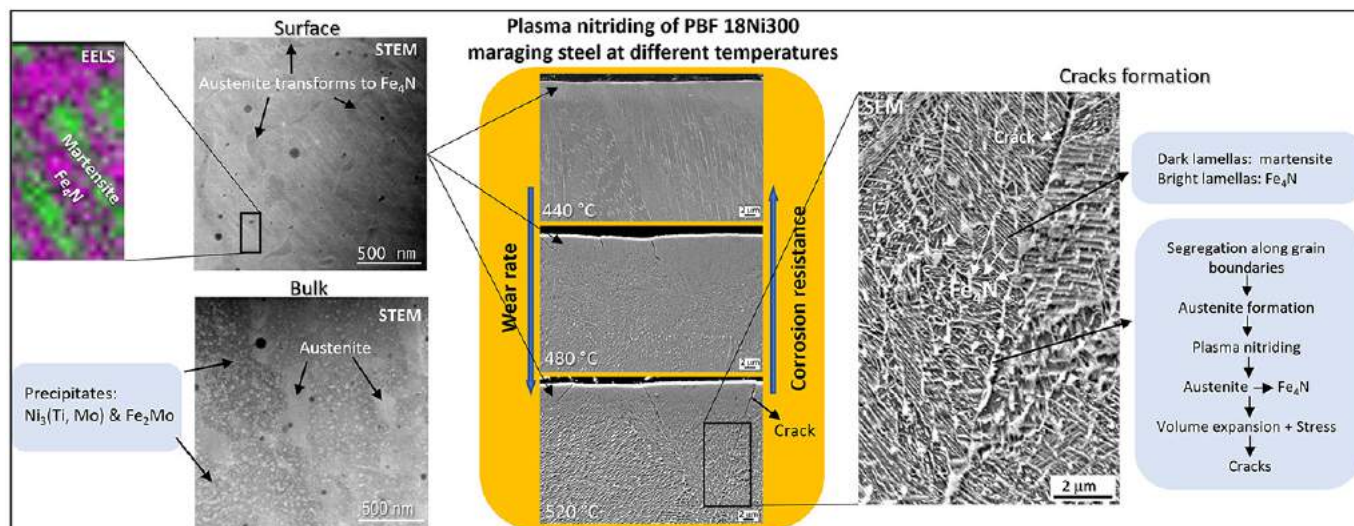 EELS
Martensite
Fe₄N
Surface
STEM
Austenite transforms to Fe₄N
500 nm
Bulk
STEM
Austenite
Precipitates:
Ni₃(Ti, Mo) & Fe₂Mo
500 nm
Plasma nitriding of PBF 18Ni300
maraging steel at different temperatures
Wear rate
Corrosion resistance
440 °C
2 μm
480 °C
2 μm
Crack
520 °C
2 μm
Cracks formation
SEM
Crack
Fe₄N
2 μm
Dark lamellas: martensite
Bright lamellas: Fe₄N
Segregation along grain
boundaries
Austenite formation
Plasma nitriding
Austenite → Fe₄N
Volume expansion + Stress
Cracks